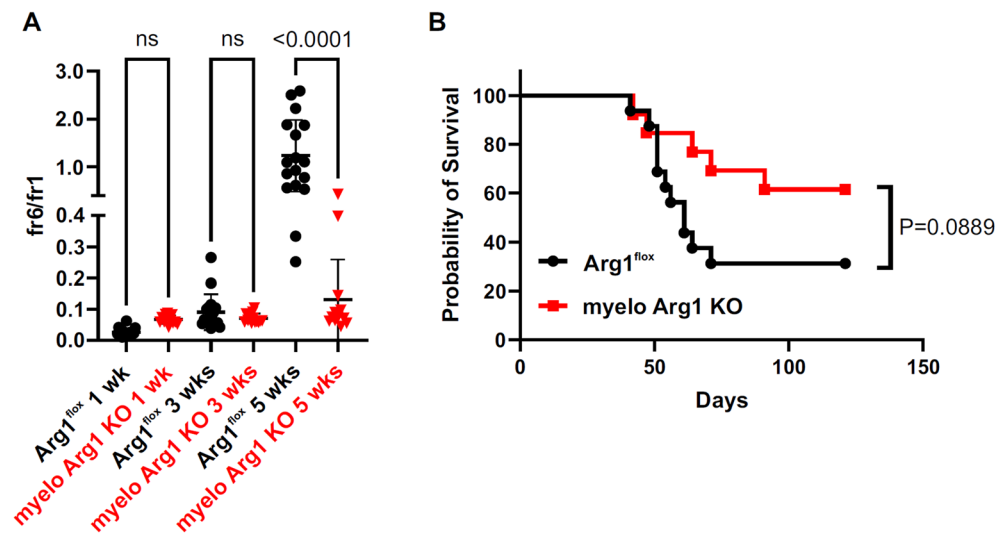 A
ns
ns
<0.0001
3.0
2.0
1.0
0.4
0.3
0.2
0.1
0.0
fr6/fr1
Arg1flox 1 wk
myelo Arg1 KO 1 wk
Arg1flox 3 wks
myelo Arg1 KO 3 wks
Arg1flox 5 wks
myelo Arg1 KO 5 wks
B
Probability of Survival
100
80
60
40
20
0
0
50
100
150
Days
Arg1flox
myelo Arg1 KO
P=0.0889